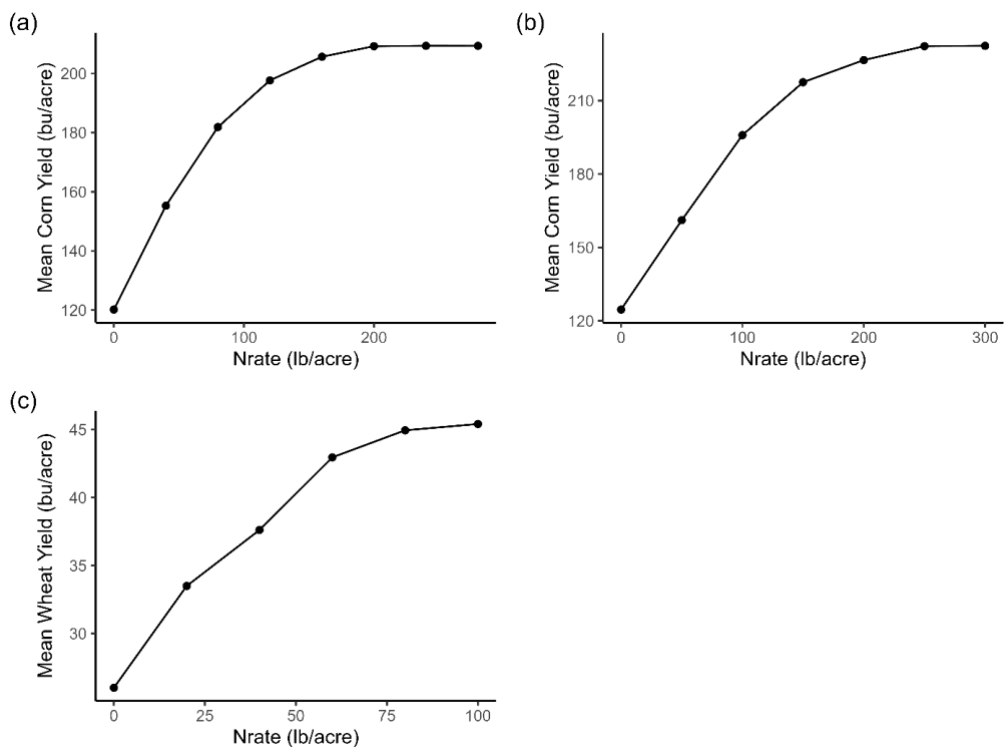 (a)
Mean Corn Yield (bu/acre)
200
180
160
140
120
0 100 200
Nrate (lb/acre)
(b)
Mean Corn Yield (bu/acre)
210
180
150
120
0 100 200 300
Nrate (lb/acre)
(c)
Mean Wheat Yield (bu/acre)
45
40
35
30
0 25 50 75 100
Nrate (lb/acre)